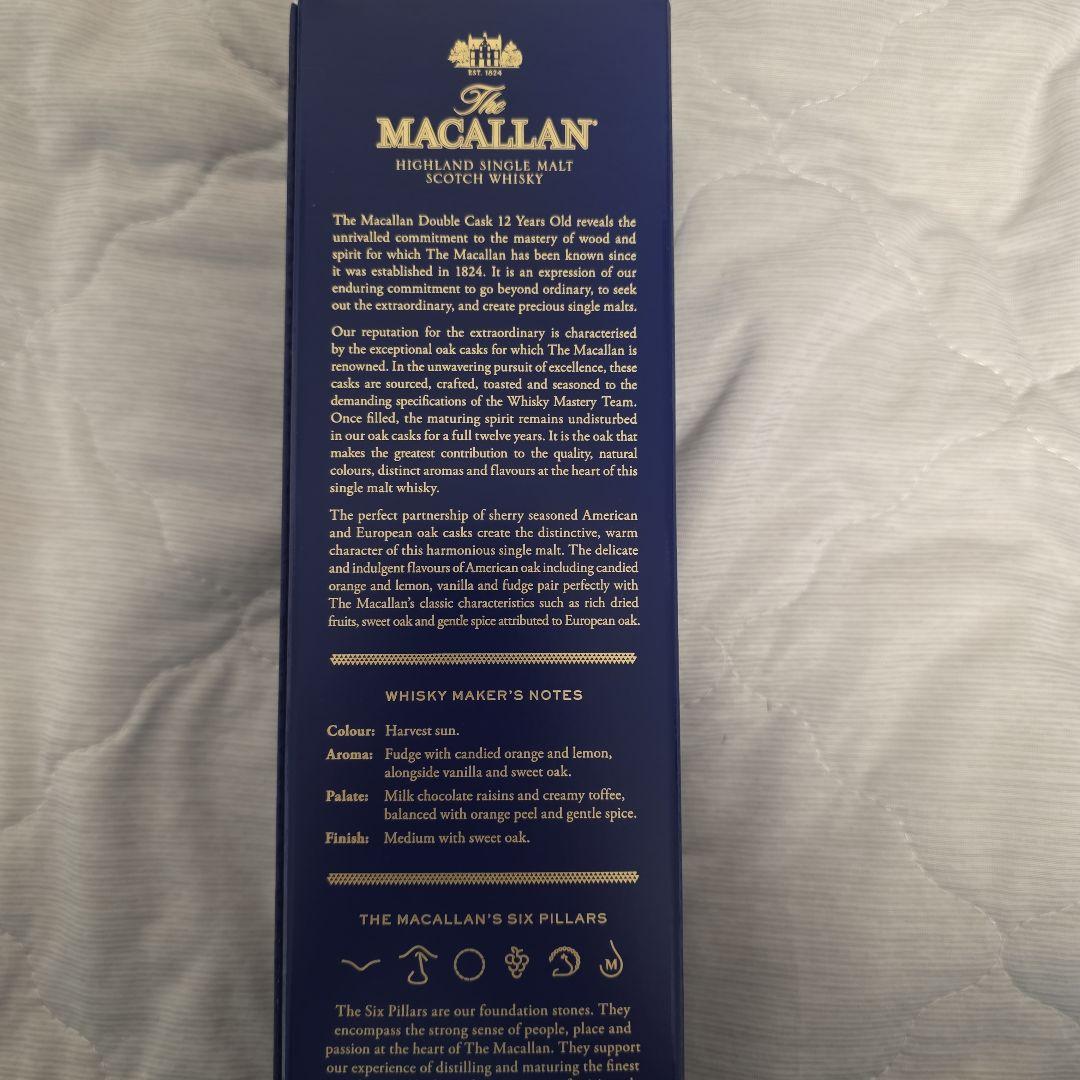 EST. 1824
The
MACALLAN
HIGHLAND SINGLE MALT
SCOTCH WHISKY
The Macallan Double Cask 12 Years Old reveals the
unrivalled commitment to the mastery of wood and
spirit for which The Macallan has been known since
it was established in 1824. It is an expression of our
enduring commitment to go beyond ordinary, to seek
out the extraordinary, and create precious single malts.
Our reputation for the extraordinary is characterised
by the exceptional oak casks for which The Macallan is
renowned. In the unwavering pursuit of excellence, these
casks are sourced, crafted, toasted and seasoned to the
demanding specifications of the Whisky Mastery Team.
Once filled, the maturing spirit remains undisturbed
in our oak casks for a full twelve years. It is the oak that
makes the greatest contribution to the quality, natural
colours, distinct aromas and flavours at the heart of this
single malt whisky.
The perfect partnership of sherry seasoned American
and European oak casks create the distinctive, warm
character of this harmonious single malt. The delicate
and indulgent flavours of American oak including candied
orange and lemon, vanilla and fudge pair perfectly with
The Macallan's classic characteristics such as rich dried
fruits, sweet oak and gentle spice attributed to European oak.
WHISKY MAKER'S NOTES
Colour: Harvest sun.
Aroma: Fudge with candied orange and lemon,
alongside vanilla and sweet oak.
Palate: Milk chocolate raisins and creamy toffee,
balanced with orange peel and gentle spice.
Finish: Medium with sweet oak.
THE MACALLAN'S SIX PILLARS
M
The Six Pillars are our foundation stones. They
encompass the strong sense of people, place and
passion at the heart of The Macallan. They support
our experience of distilling and maturing the finest